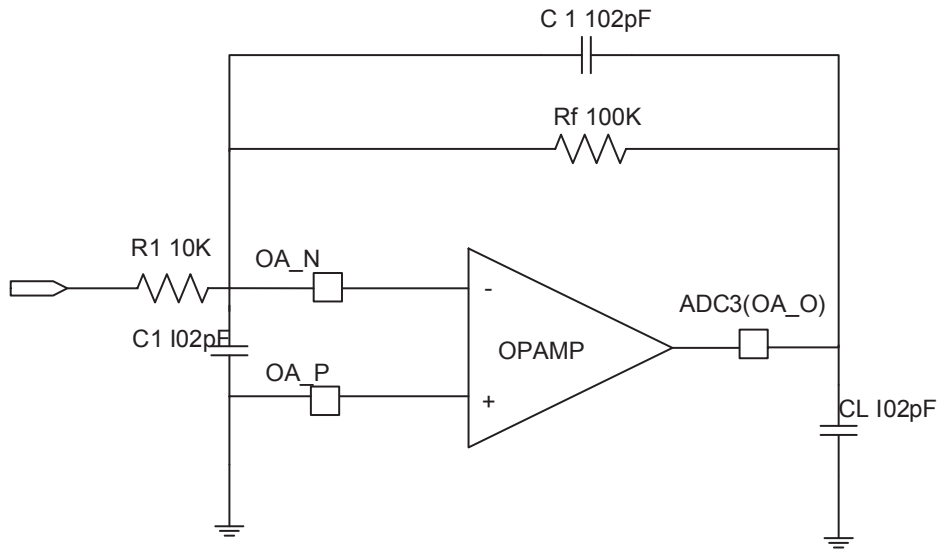 C 1 102pF
Rf 100K
R1 10K
OA_N
-
ADC3(OA_O)
C1 I02pF
OPAMP
OA_P
+
CL I02pF